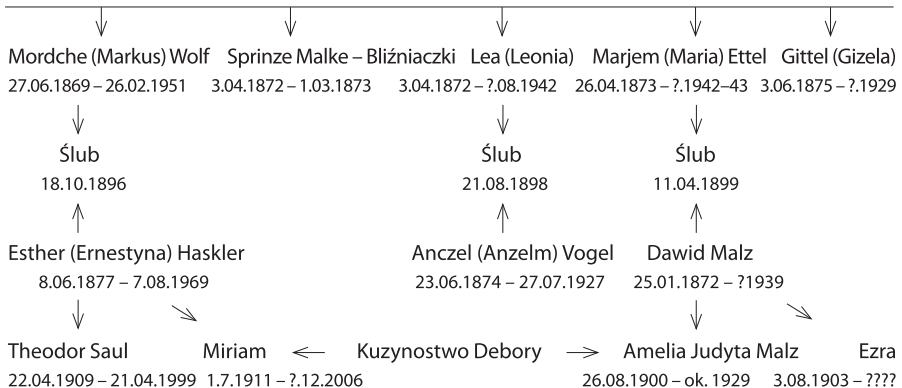 Mordche (Markus) Wolf Sprinze Malke – Bliźniaczki Lea (Leonia) Marjem (Maria) Ettel Gittel (Gizela)
27.06.1869 – 26.02.1951 3.04.1872 – 1.03.1873 3.04.1872 – ?.08.1942 26.04.1873 – ?.1942–43 3.06.1875 – ?.1929
Ślub Ślub Ślub
18.10.1896 21.08.1898 11.04.1899
Esther (Ernestyna) Haskler Anczel (Anzelm) Vogel Dawid Malz
8.06.1877 – 7.08.1969 23.06.1874 – 27.07.1927 25.01.1872 – ?1939
Theodor Saul Miriam Kuzynostwo Debory Amelia Judyta Malz Ezra
22.04.1909 – 21.04.1999 1.7.1911 – ?.12.2006 26.08.1900 – ok. 1929 3.08.1903 – ????